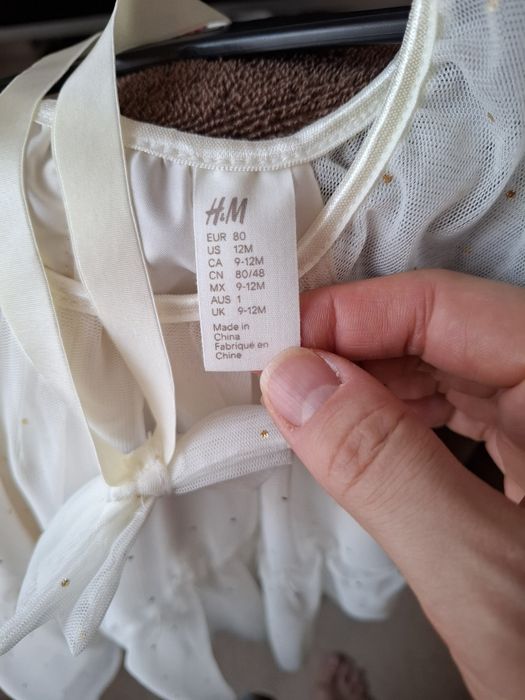 H&M
EUR 80
US 12M
CA 9-12M
CN 80/48
MX 9-12M
AUS 1
UK 9-12M
Made in
China
Fabriqué en
Chine